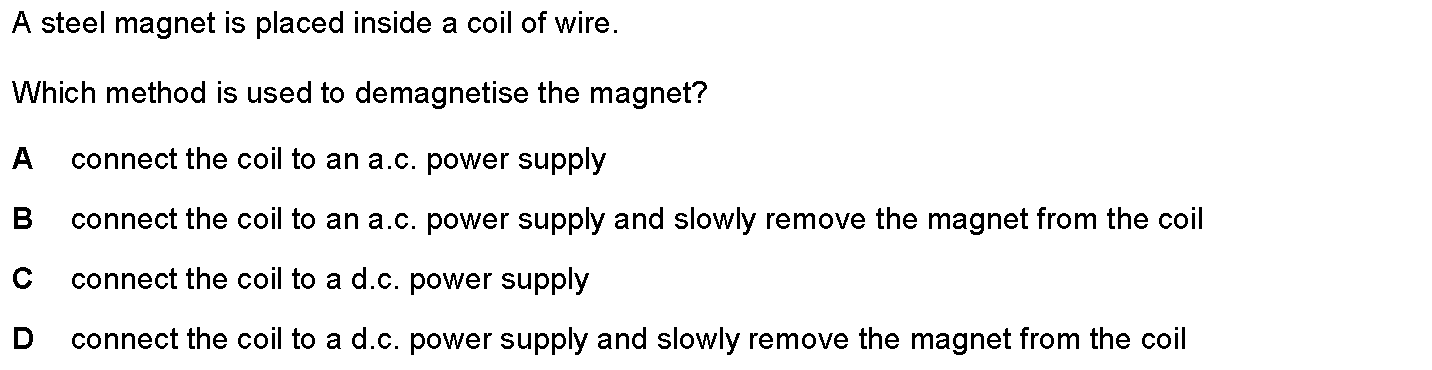 A steel magnet is placed inside a coil of wire.
Which method is used to demagnetise the magnet?
A connect the coil to an a.c. power supply
B connect the coil to an a.c. power supply and slowly remove the magnet from the coil
C connect the coil to a d.c. power supply
D connect the coil to a d.c. power supply and slowly remove the magnet from the coil